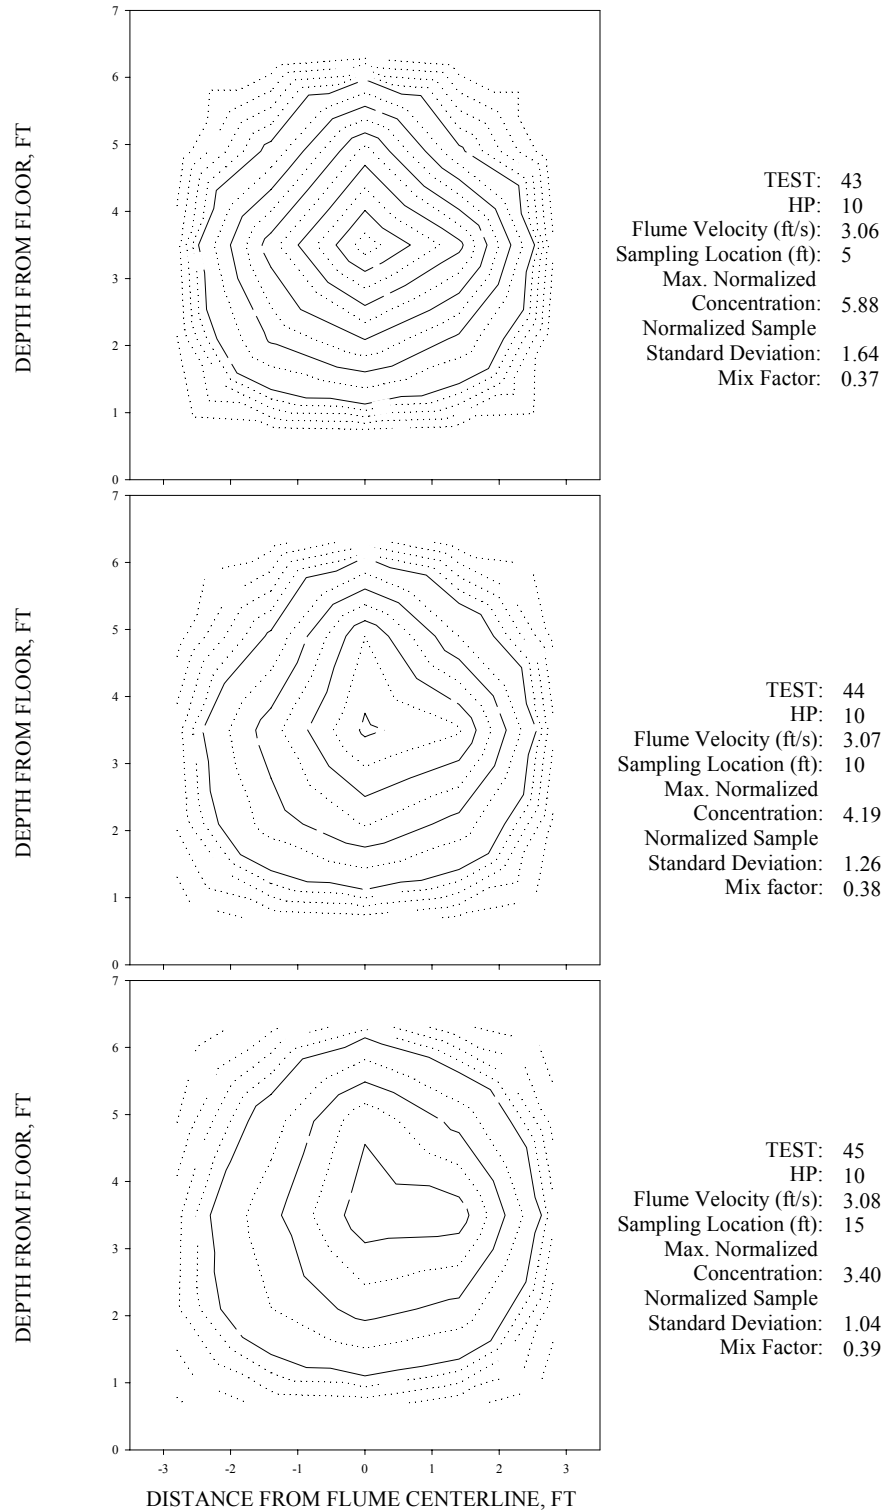 7
6
5
4
3
2
1
0
DEPTH FROM FLOOR, FT
TEST: 43
HP: 10
Flume Velocity (ft/s): 3.06
Sampling Location (ft): 5
Max. Normalized
Concentration: 5.88
Normalized Sample
Standard Deviation: 1.64
Mix Factor: 0.37
7
6
5
4
3
2
1
0
DEPTH FROM FLOOR, FT
TEST: 44
HP: 10
Flume Velocity (ft/s): 3.07
Sampling Location (ft): 10
Max. Normalized
Concentration: 4.19
Normalized Sample
Standard Deviation: 1.26
Mix factor: 0.38
7
6
5
4
3
2
1
0
DEPTH FROM FLOOR, FT
TEST: 45
HP: 10
Flume Velocity (ft/s): 3.08
Sampling Location (ft): 15
Max. Normalized
Concentration: 3.40
Normalized Sample
Standard Deviation: 1.04
Mix Factor: 0.39
-3 -2 -1 0 1 2 3
DISTANCE FROM FLUME CENTERLINE, FT